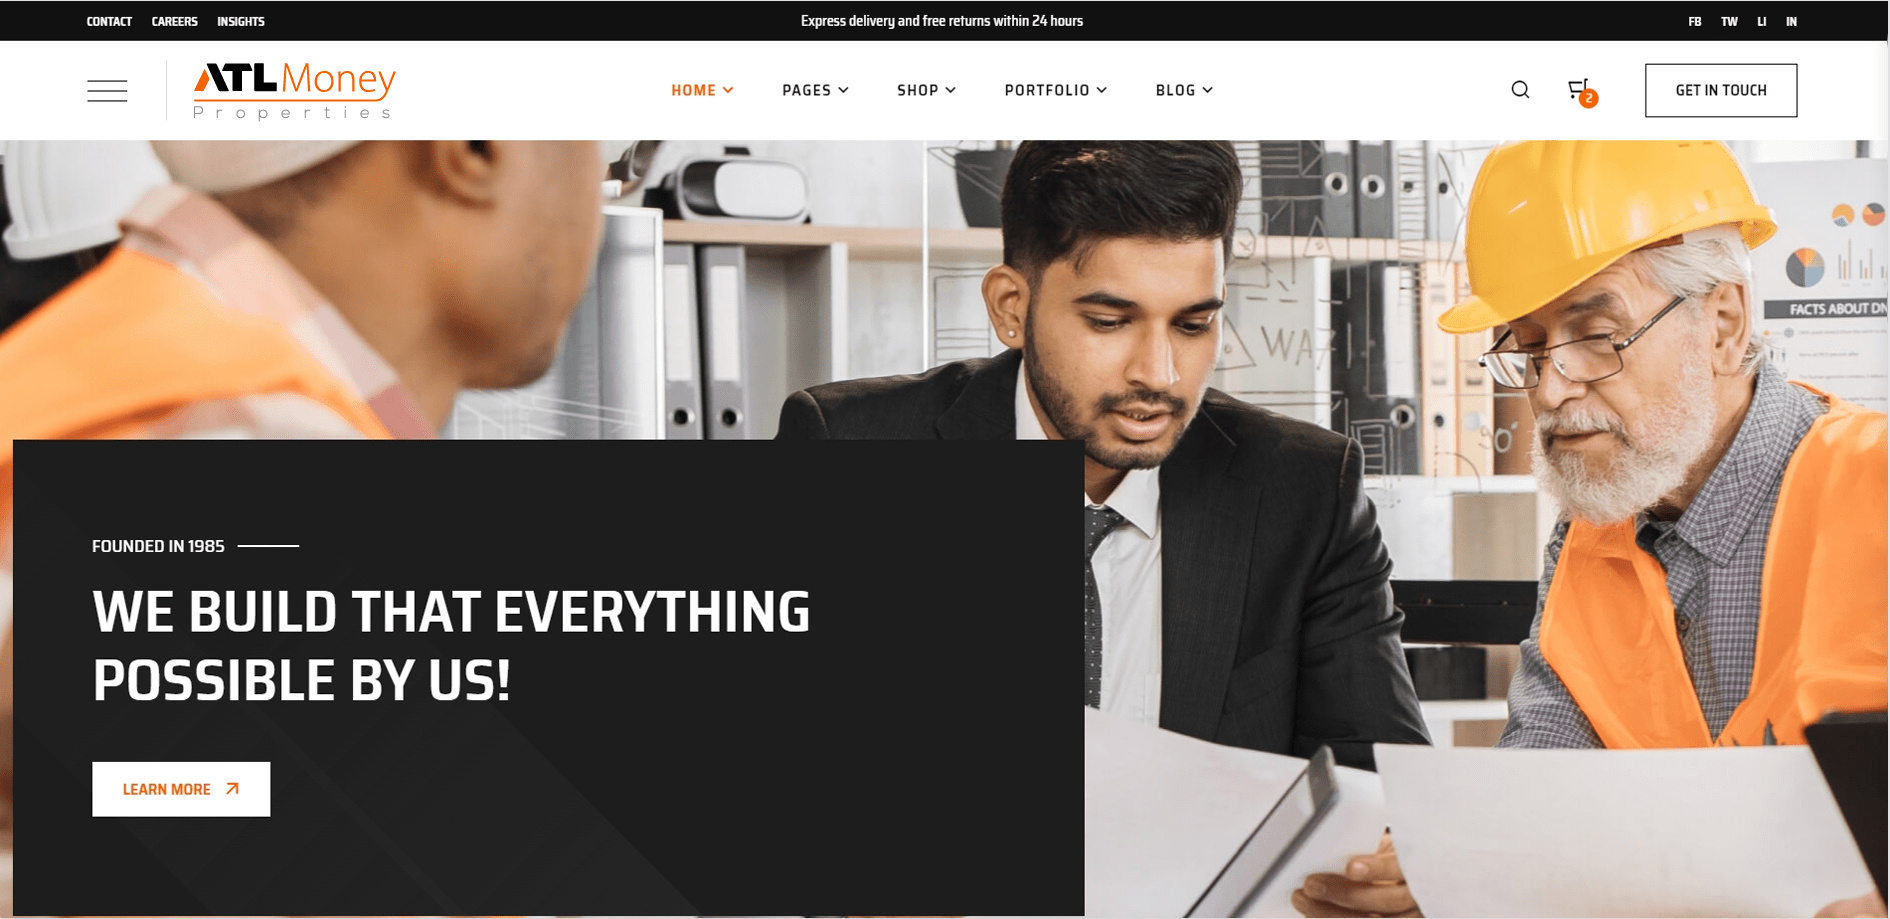 CONTACT CAREERS INSIGHTS
Express delivery and free returns within 24 hours
FB TW LI IN
ATL Money
Properties
HOME PAGES SHOP PORTFOLIO BLOG
2
GET IN TOUCH
FACTS ABOUT DN
WAZ
FOUNDED IN 1985
WE BUILD THAT EVERYTHING
POSSIBLE BY US!
LEARN MORE